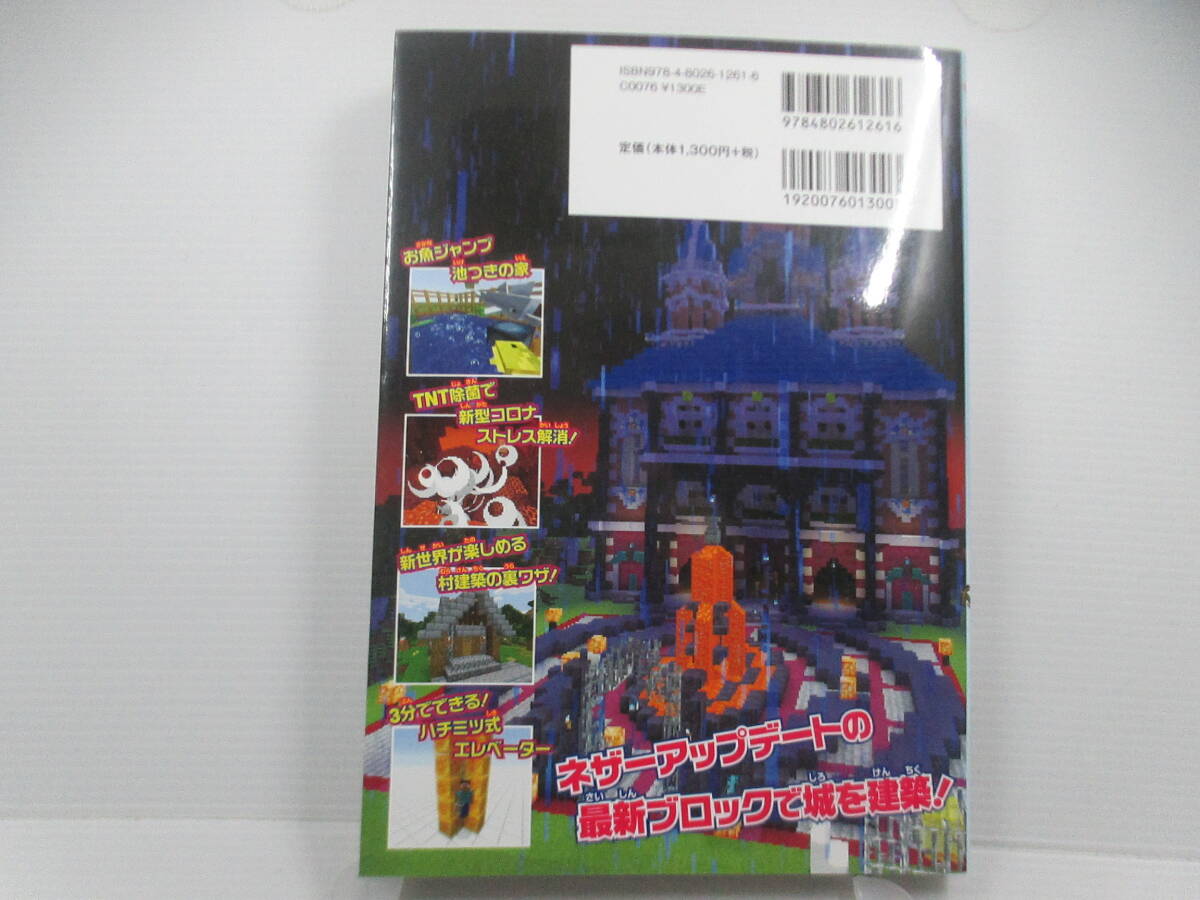 ISBN978-4-8026-1261-6
C0076 ¥1300E
定価(本体1,300円+税)
9784802612616
192007601300
お魚ジャンプ
池つきの家
TNT除菌で
新型コロナ
ストレス解消!
新世界が楽しめる
村建築の裏ワザ!
3分でできる!
ハチミツ式
エレベーター
ネザーアップデートの
最新ブロックで城を建築!